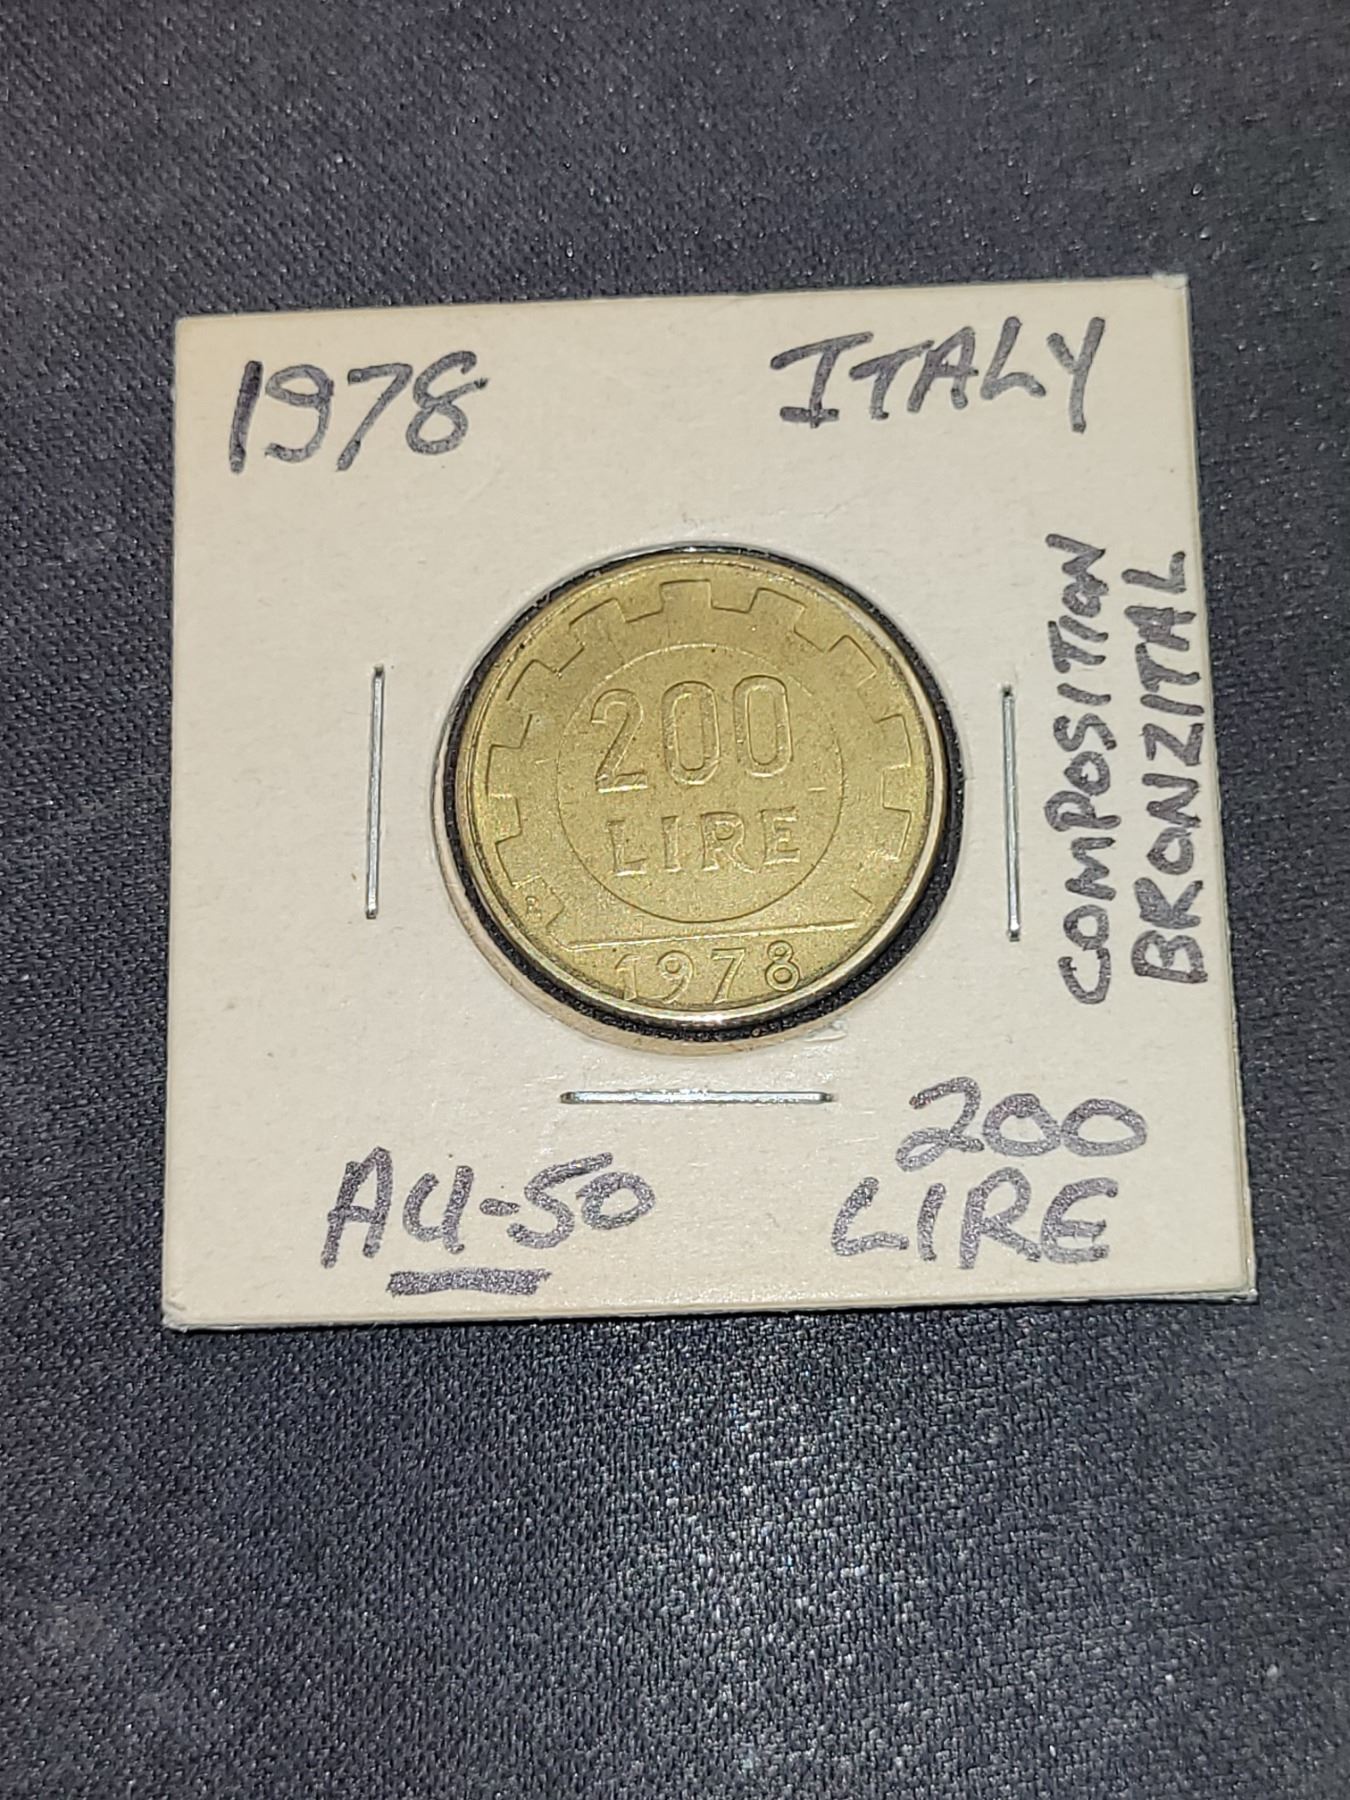 1978
ITALY
COMPOSITION
BRONZITAL
200
LIRE
R
1978
AU-50
200
LIRE